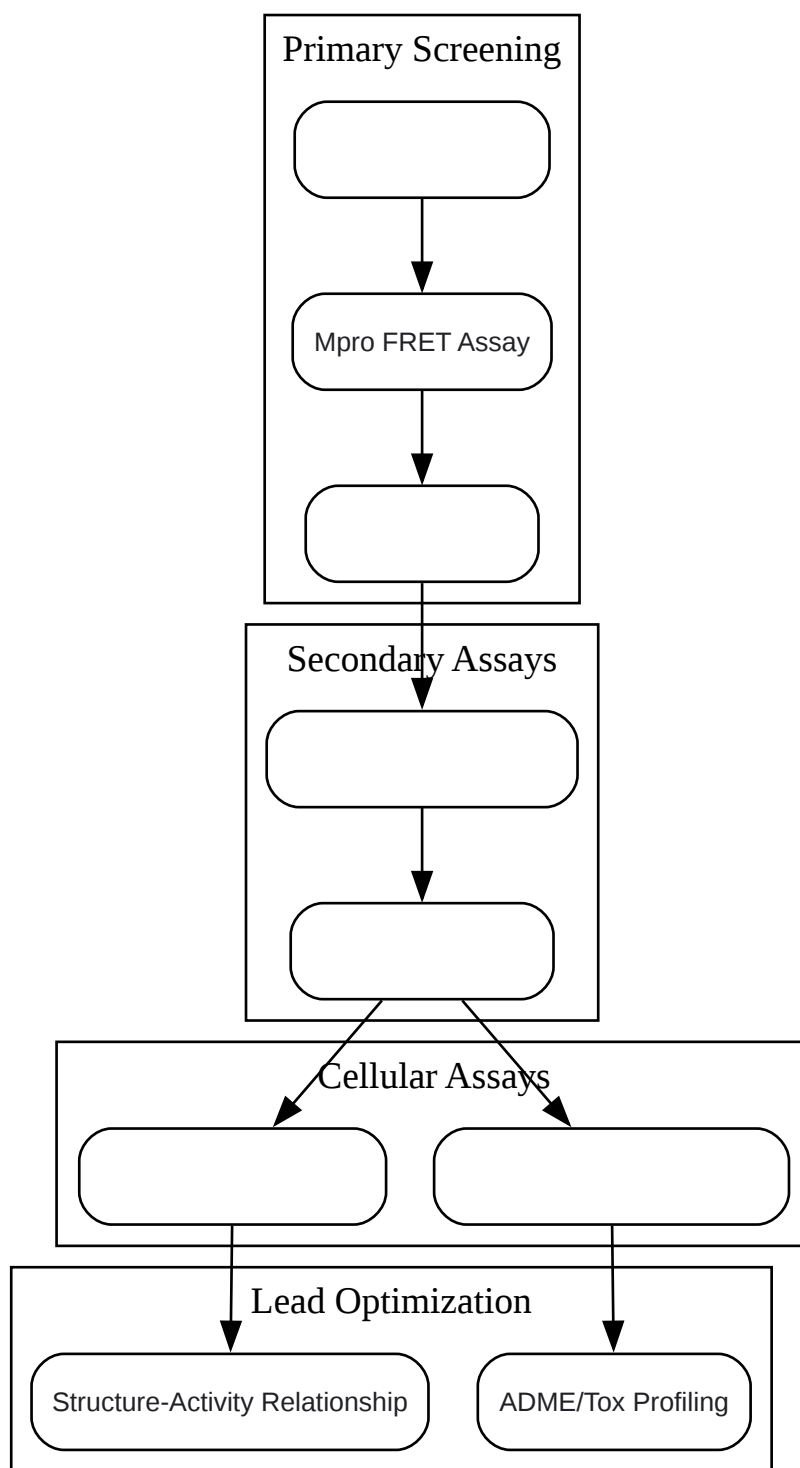 Primary Screening
Mpro FRET Assay
Secondary Assays
Cellular Assays
Lead Optimization
Structure-Activity Relationship
ADME/Tox Profiling